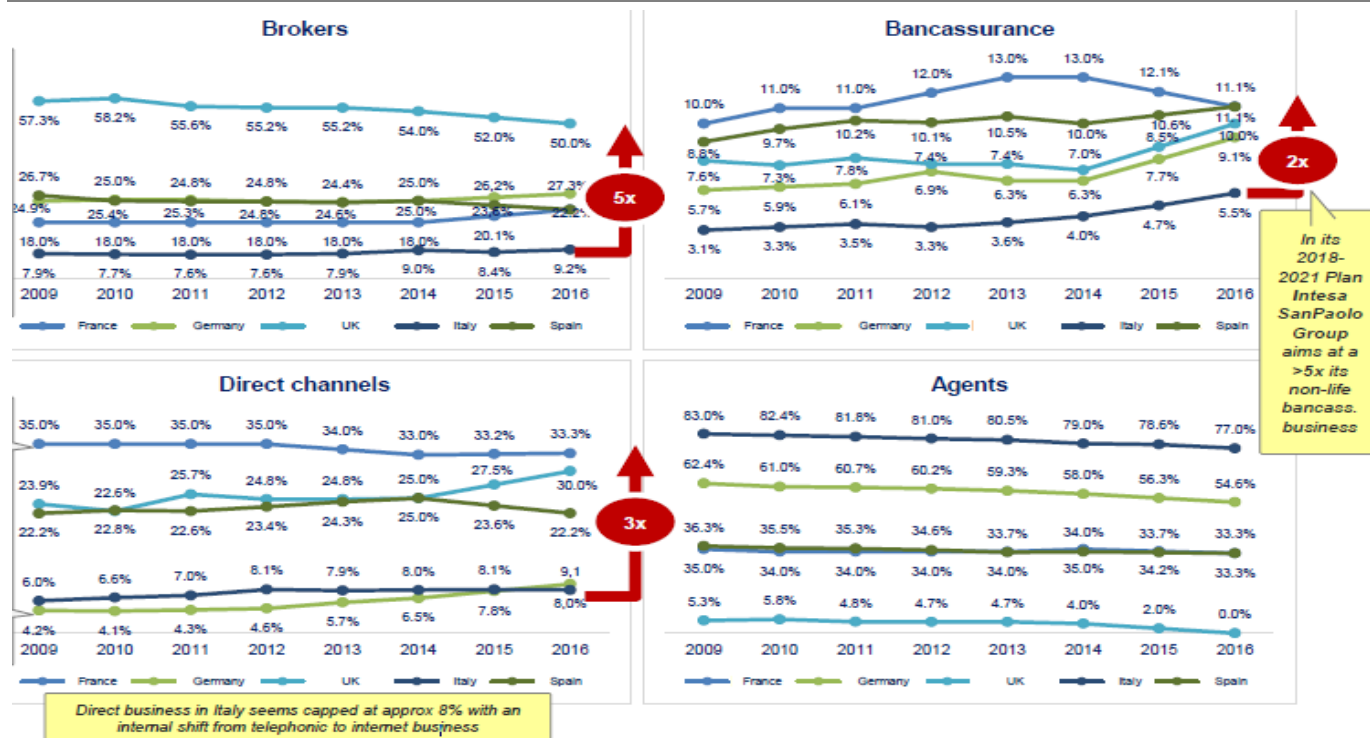 Brokers
57.3% 58.2% 55.6% 55.2% 55.2% 54.0% 52.0% 50.0%
26.7% 25.0% 24.8% 24.8% 24.4% 25.0% 26.2% 27.3%
24.9% 25.4% 25.3% 24.8% 24.6% 25.0% 23.6% 22.2%
18.0% 18.0% 18.0% 18.0% 18.0% 18.0% 20.1%
7.9% 7.7% 7.6% 7.6% 7.9% 9.0% 8.4% 9.2%
2009 2010 2011 2012 2013 2014 2015 2016
France Germany UK Italy Spain
5x
Bancassurance
10.0% 11.0% 11.0% 12.0% 13.0% 13.0% 12.1% 11.1%
8.8% 9.7% 10.2% 10.1% 10.5% 10.0% 10.6% 11.1%
7.6% 7.3% 7.8% 7.4% 7.4% 7.0% 8.5% 10.0%
5.7% 5.9% 6.1% 6.9% 6.3% 6.3% 7.7% 9.1%
3.1% 3.3% 3.5% 3.3% 3.6% 4.0% 4.7% 5.5%
2009 2010 2011 2012 2013 2014 2015 2016
France Germany UK Italy Spain
2x
In its
2018-
2021 Plan
Intesa
SanPaolo
Group
aims at a
>5x its
non-life
bancass.
business
Direct channels
35.0% 35.0% 35.0% 35.0% 34.0% 33.0% 33.2% 33.3%
23.9% 22.6% 25.7% 24.8% 24.8% 25.0% 27.5% 30.0%
22.2% 22.8% 22.6% 23.4% 24.3% 25.0% 23.6% 22.2%
6.0% 6.6% 7.0% 8.1% 7.9% 8.0% 8.1% 9,1
4.2% 4.1% 4.3% 4.6% 5.7% 6.5% 7.8% 8,0%
2009 2010 2011 2012 2013 2014 2015 2016
France Germany UK Italy Spain
3x
Direct business in Italy seems capped at approx 8% with an
internal shift from telephonic to internet business
Agents
83.0% 82.4% 81.8% 81.0% 80.5% 79.0% 78.6% 77.0%
62.4% 61.0% 60.7% 60.2% 59.3% 58.0% 56.3% 54.6%
36.3% 35.5% 35.3% 34.6% 33.7% 34.0% 33.7% 33.3%
35.0% 34.0% 34.0% 34.0% 34.0% 35.0% 34.2% 33.3%
5.3% 5.8% 4.8% 4.7% 4.7% 4.0% 2.0% 0.0%
2009 2010 2011 2012 2013 2014 2015 2016
France Germany UK Italy Spain